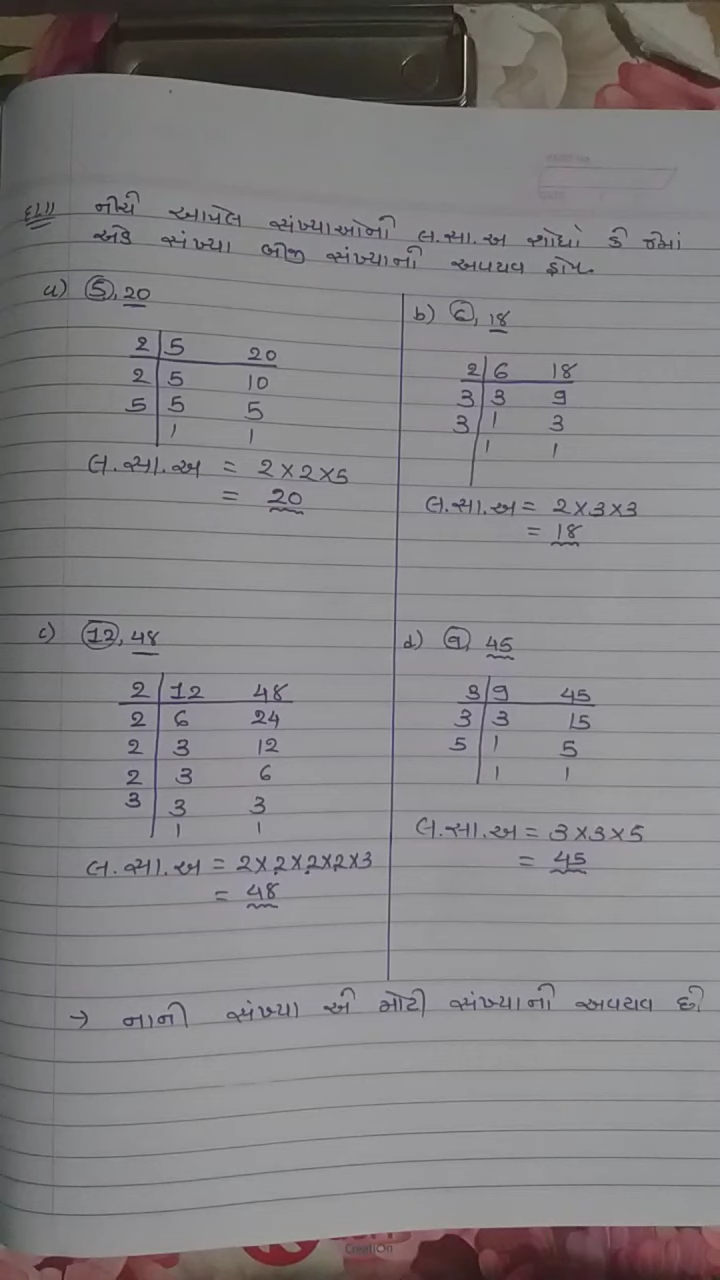 દા.11 નીચે આપેલ સંખ્યાઓની લ.સા.અ શોધો કે જેમાં
એક સંખ્યા બીજી સંખ્યાની અવયવ હોય.
a) 5, 20
2 | 5 20
2 | 5 10
5 | 5 5
1 1
લ.સા.અ = 2 × 2 × 5
= 20
b) 6, 18
2 | 6 18
3 | 3 9
3 | 1 3
1 1
લ.સા.અ = 2 × 3 × 3
= 18
c) 12, 48
2 | 12 48
2 | 6 24
2 | 3 12
2 | 3 6
3 | 3 3
1 1
લ.સા.અ = 2 × 2 × 2 × 2 × 3
= 48
d) 9, 45
3 | 9 45
3 | 3 15
5 | 1 5
1 1
લ.સા.અ = 3 × 3 × 5
= 45
→ નાની સંખ્યા એ મોટી સંખ્યાની અવયવ છે
CreatiOn